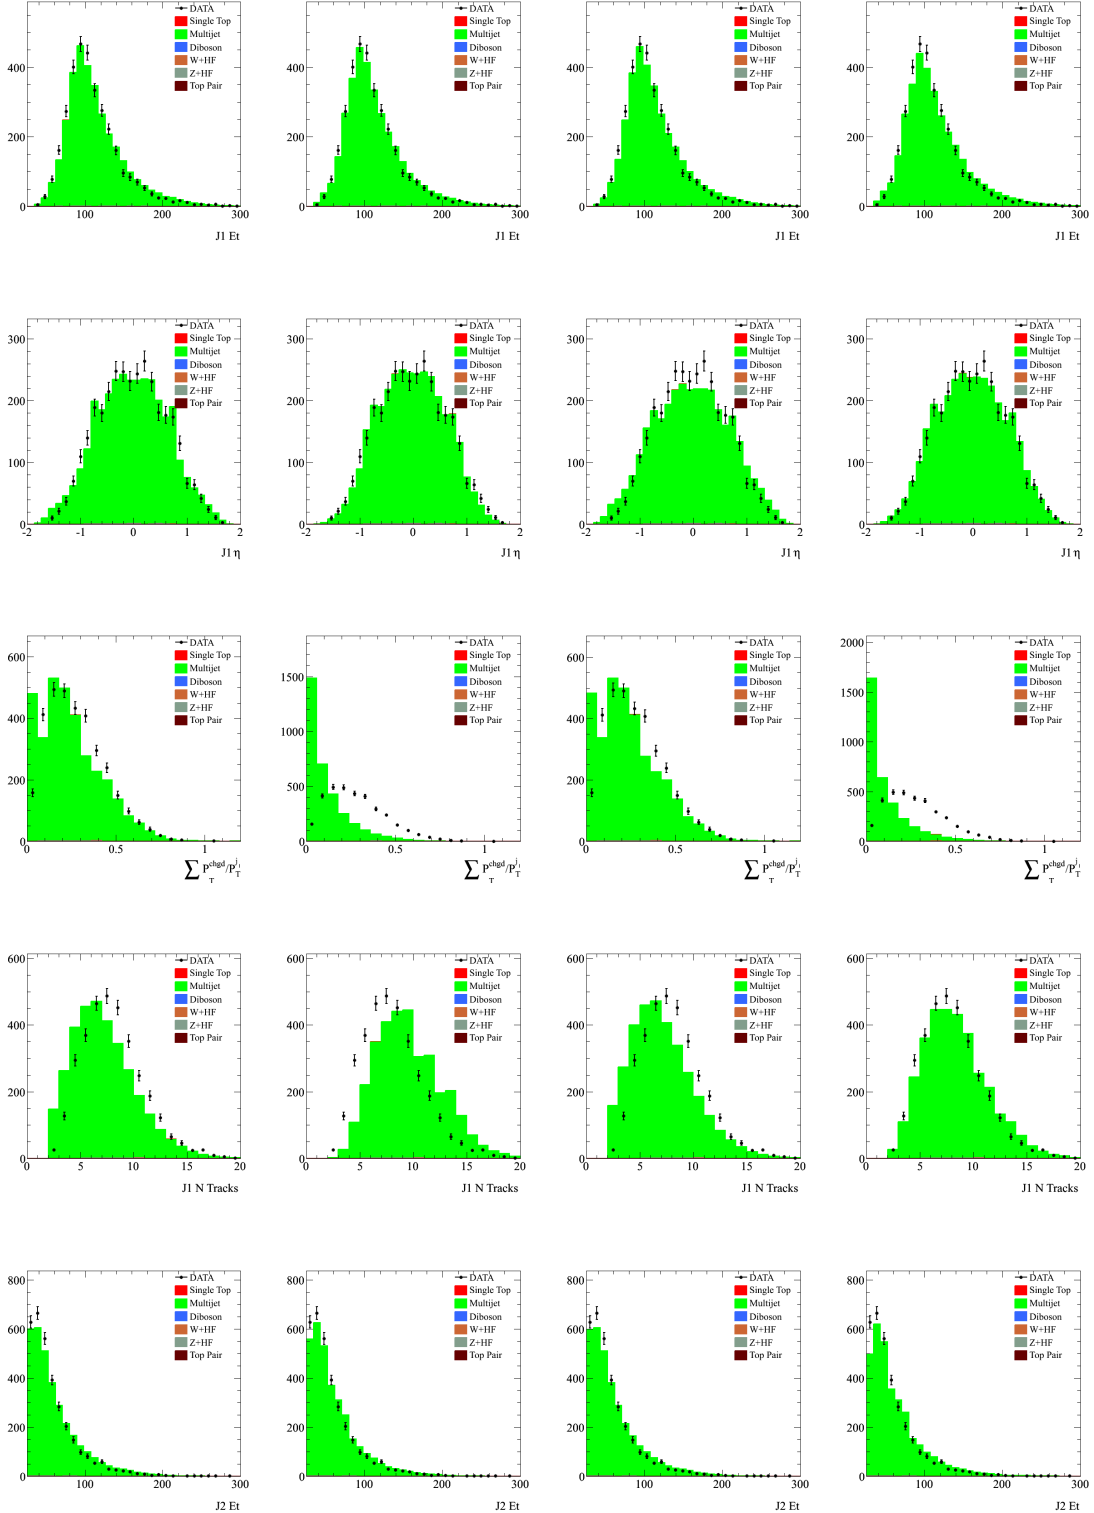 DATA
Single Top
Multijet
Diboson
W+HF
Z+HF
Top Pair
400
200
0
100 200 300
J1 Et
DATA
Single Top
Multijet
Diboson
W+HF
Z+HF
Top Pair
400
200
0
100 200 300
J1 Et
DATA
Single Top
Multijet
Diboson
W+HF
Z+HF
Top Pair
400
200
0
100 200 300
J1 Et
DATA
Single Top
Multijet
Diboson
W+HF
Z+HF
Top Pair
400
200
0
100 200 300
J1 Et
DATA
Single Top
Multijet
Diboson
W+HF
Z+HF
Top Pair
300
200
100
0
-2 -1 0 1 2
J1 η
DATA
Single Top
Multijet
Diboson
W+HF
Z+HF
Top Pair
300
200
100
0
-2 -1 0 1 2
J1 η
DATA
Single Top
Multijet
Diboson
W+HF
Z+HF
Top Pair
300
200
100
0
-2 -1 0 1 2
J1 η
DATA
Single Top
Multijet
Diboson
W+HF
Z+HF
Top Pair
300
200
100
0
-2 -1 0 1 2
J1 η
DATA
Single Top
Multijet
Diboson
W+HF
Z+HF
Top Pair
600
400
200
0
0 0.5 1
∑ P_T^chgd/P_T^j
DATA
Single Top
Multijet
Diboson
W+HF
Z+HF
Top Pair
1500
1000
500
0
0 0.5 1
∑ P_T^chgd/P_T^j
DATA
Single Top
Multijet
Diboson
W+HF
Z+HF
Top Pair
600
400
200
0
0 0.5 1
∑ P_T^chgd/P_T^j
DATA
Single Top
Multijet
Diboson
W+HF
Z+HF
Top Pair
2000
1500
1000
500
0
0 0.5 1
∑ P_T^chgd/P_T^j
DATA
Single Top
Multijet
Diboson
W+HF
Z+HF
Top Pair
600
400
200
0
0 5 10 15 20
J1 N Tracks
DATA
Single Top
Multijet
Diboson
W+HF
Z+HF
Top Pair
600
400
200
0
0 5 10 15 20
J1 N Tracks
DATA
Single Top
Multijet
Diboson
W+HF
Z+HF
Top Pair
600
400
200
0
0 5 10 15 20
J1 N Tracks
DATA
Single Top
Multijet
Diboson
W+HF
Z+HF
Top Pair
600
400
200
0
0 5 10 15 20
J1 N Tracks
DATA
Single Top
Multijet
Diboson
W+HF
Z+HF
Top Pair
800
600
400
200
0
100 200 300
J2 Et
DATA
Single Top
Multijet
Diboson
W+HF
Z+HF
Top Pair
800
600
400
200
0
100 200 300
J2 Et
DATA
Single Top
Multijet
Diboson
W+HF
Z+HF
Top Pair
800
600
400
200
0
100 200 300
J2 Et
DATA
Single Top
Multijet
Diboson
W+HF
Z+HF
Top Pair
800
600
400
200
0
100 200 300
J2 Et